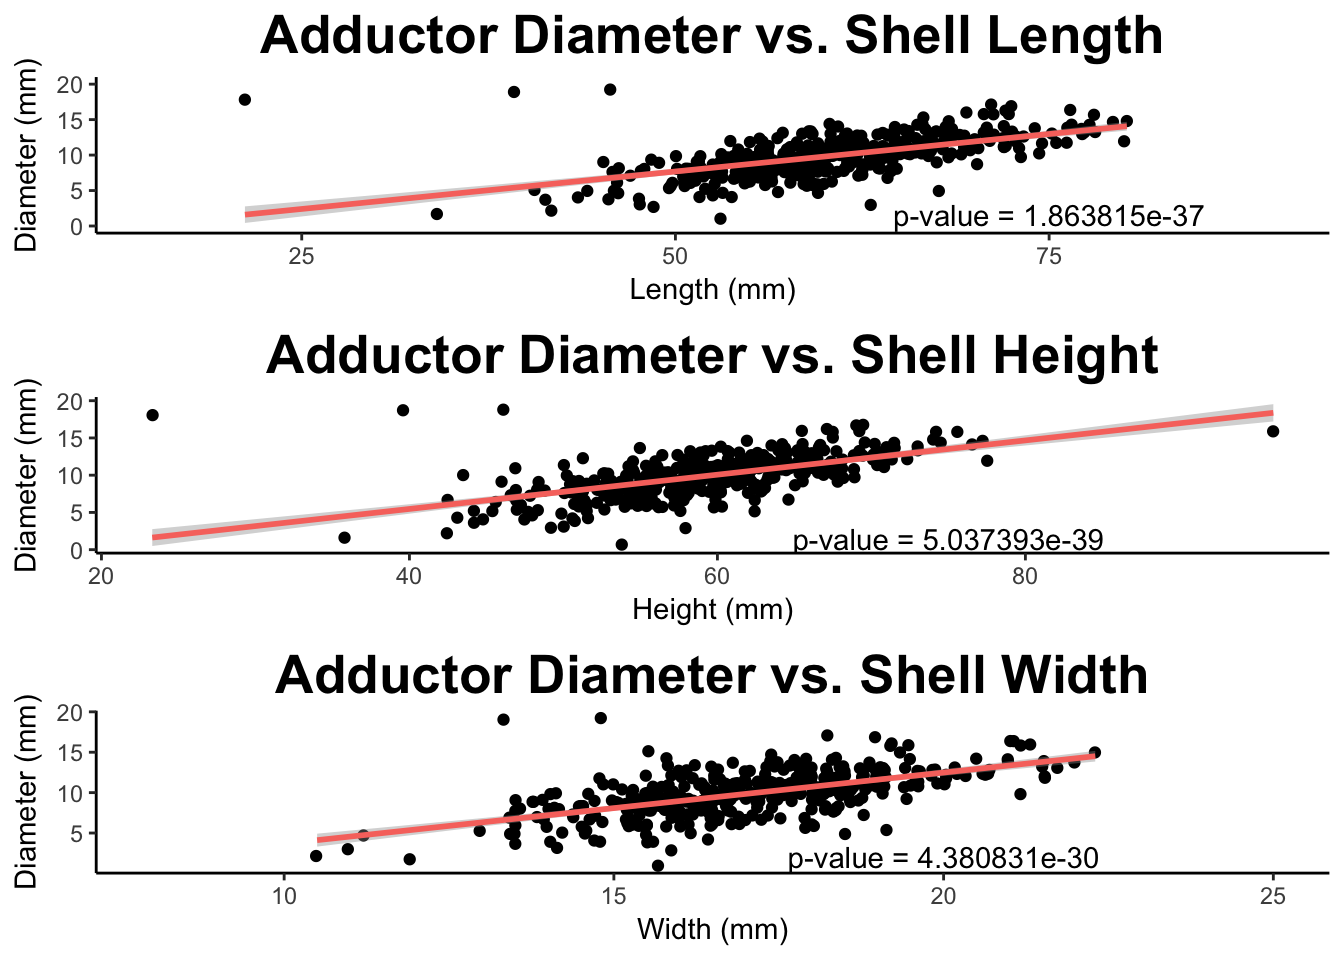 Adductor Diameter vs. Shell Length
Diameter (mm)
20
15
10
5
0
p-value = 1.863815e-37
25 50 75
Length (mm)
Adductor Diameter vs. Shell Height
Diameter (mm)
20
15
10
5
0
p-value = 5.037393e-39
20 40 60 80
Height (mm)
Adductor Diameter vs. Shell Width
Diameter (mm)
20
15
10
5
p-value = 4.380831e-30
10 15 20 25
Width (mm)